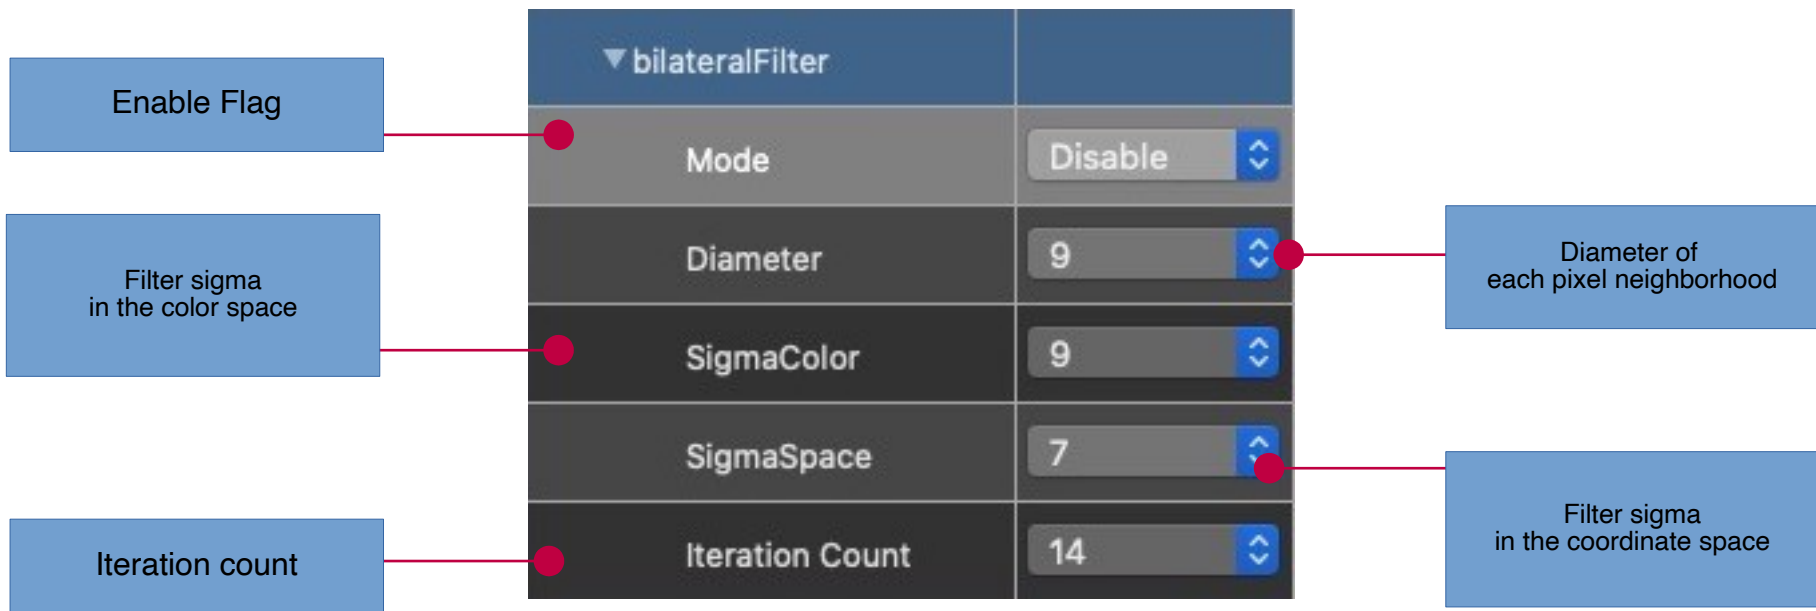 bilateralFilter
Enable Flag
Mode
Disable
Diameter
9
Diameter of
each pixel neighborhood
Filter sigma
in the color space
SigmaColor
9
SigmaSpace
7
Filter sigma
in the coordinate space
Iteration count
Iteration Count
14